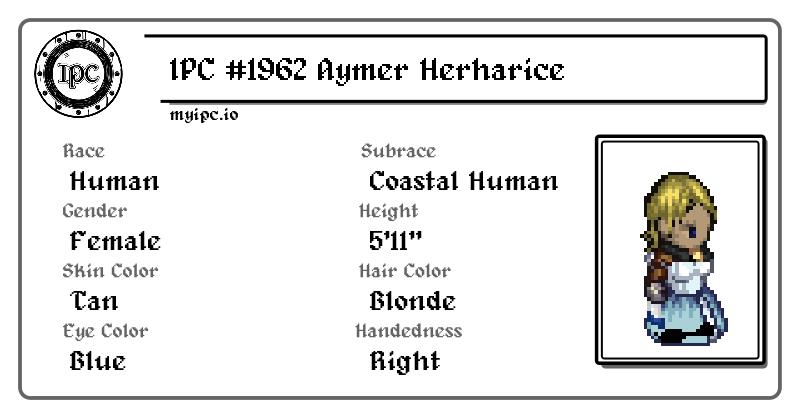 IPC
IPC #1962 Aymer Herharice
myipc.io
Race
Human
Subrace
Coastal Human
Gender
Female
Height
5'11"
Skin Color
Tan
Hair Color
Blonde
Eye Color
Blue
Handedness
Right